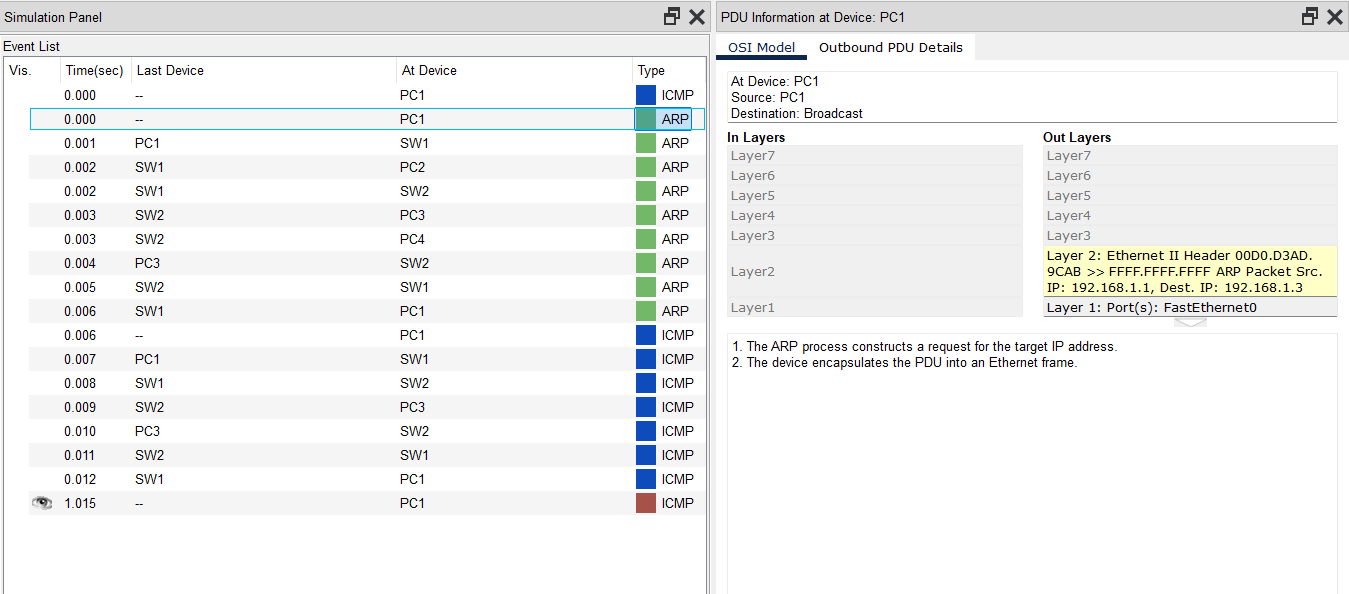 Simulation Panel
Event List
Vis. Time(sec) Last Device At Device Type
0.000 -- PC1 ICMP
0.000 -- PC1 ARP
0.001 PC1 SW1 ARP
0.002 SW1 PC2 ARP
0.002 SW1 SW2 ARP
0.003 SW2 PC3 ARP
0.003 SW2 PC4 ARP
0.004 PC3 SW2 ARP
0.005 SW2 SW1 ARP
0.006 SW1 PC1 ARP
0.006 -- PC1 ICMP
0.007 PC1 SW1 ICMP
0.008 SW1 SW2 ICMP
0.009 SW2 PC3 ICMP
0.010 PC3 SW2 ICMP
0.011 SW2 SW1 ICMP
0.012 SW1 PC1 ICMP
1.015 -- PC1 ICMP
PDU Information at Device: PC1
OSI Model Outbound PDU Details
At Device: PC1
Source: PC1
Destination: Broadcast
In Layers
Layer7
Layer6
Layer5
Layer4
Layer3
Layer2
Layer1
Out Layers
Layer7
Layer6
Layer5
Layer4
Layer3
Layer 2: Ethernet II Header 00D0.D3AD.
9CAB >> FFFF.FFFF.FFFF ARP Packet Src.
IP: 192.168.1.1, Dest. IP: 192.168.1.3
Layer 1: Port(s): FastEthernet0
1. The ARP process constructs a request for the target IP address.
2. The device encapsulates the PDU into an Ethernet frame.